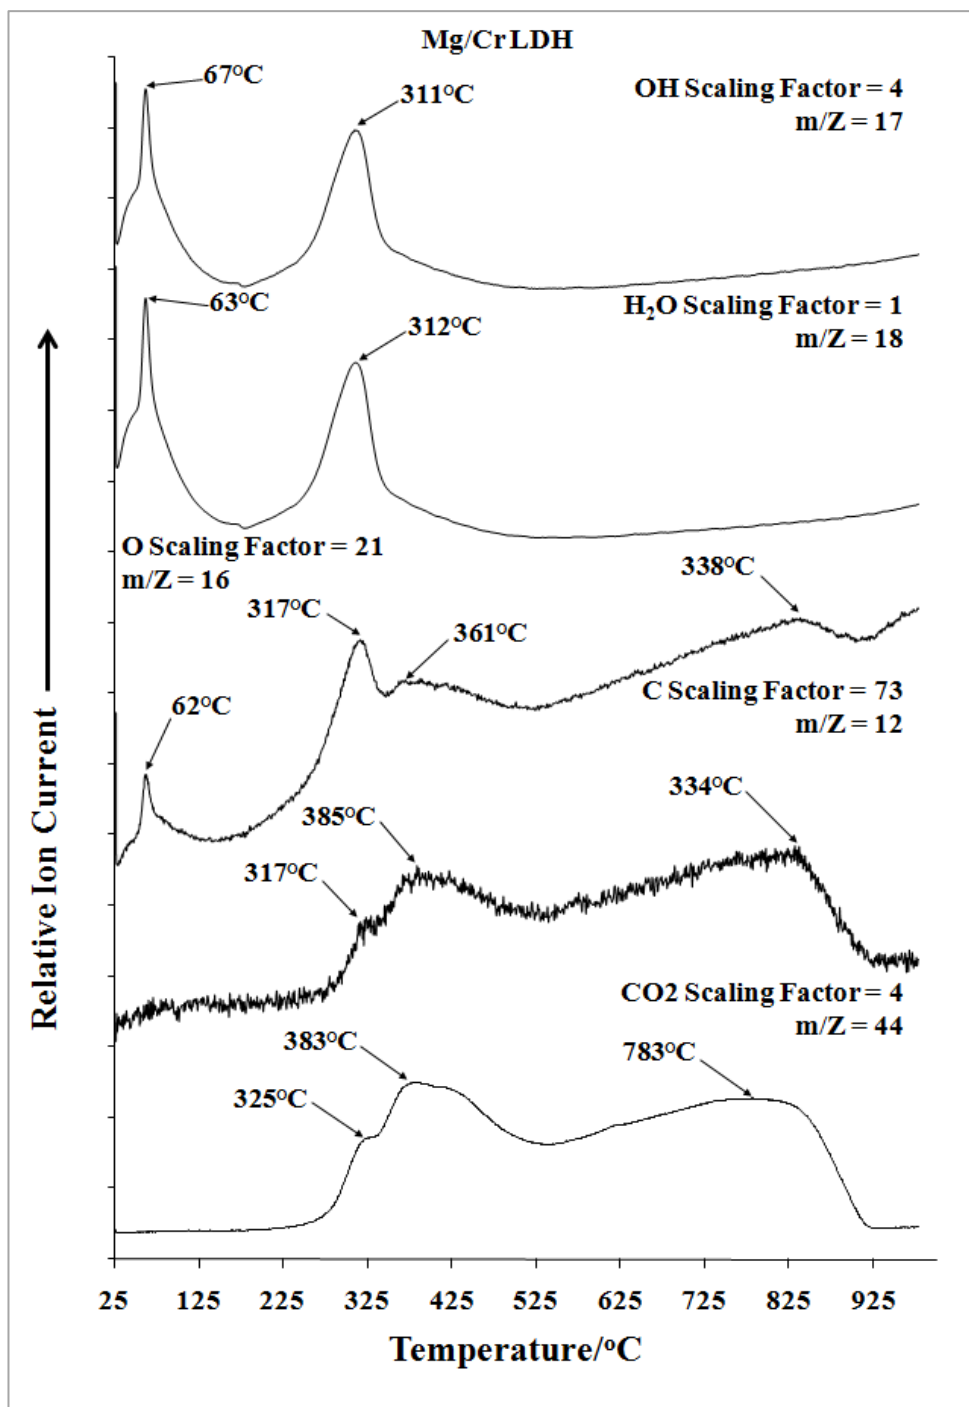 Mg/Cr LDH
67°C
311°C
OH Scaling Factor = 4
m/Z = 17
63°C
312°C
H₂O Scaling Factor = 1
m/Z = 18
O Scaling Factor = 21
m/Z = 16
317°C
361°C
338°C
62°C
C Scaling Factor = 73
m/Z = 12
385°C
334°C
317°C
CO2 Scaling Factor = 4
m/Z = 44
383°C
783°C
325°C
Relative Ion Current
25 125 225 325 425 525 625 725 825 925
Temperature/°C